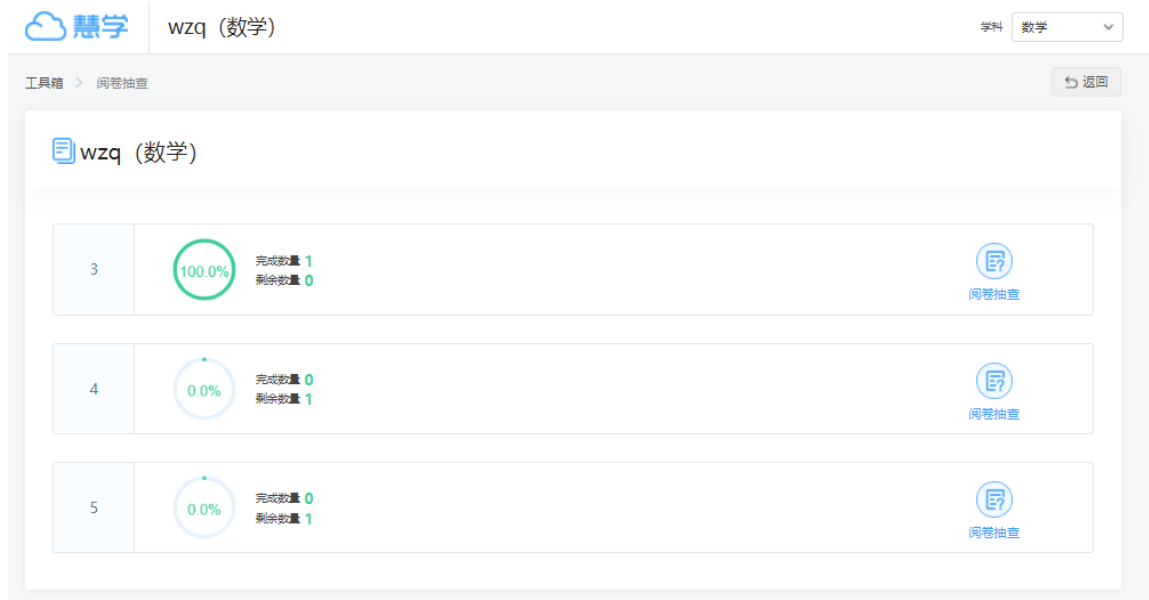 慧学 wzq（数学） 学科 数学
工具箱 > 阅卷抽查 返回
wzq（数学）
3 100.0% 完成数量 1
剩余数量 0
阅卷抽查
4 0.0% 完成数量 0
剩余数量 1
阅卷抽查
5 0.0% 完成数量 0
剩余数量 1
阅卷抽查